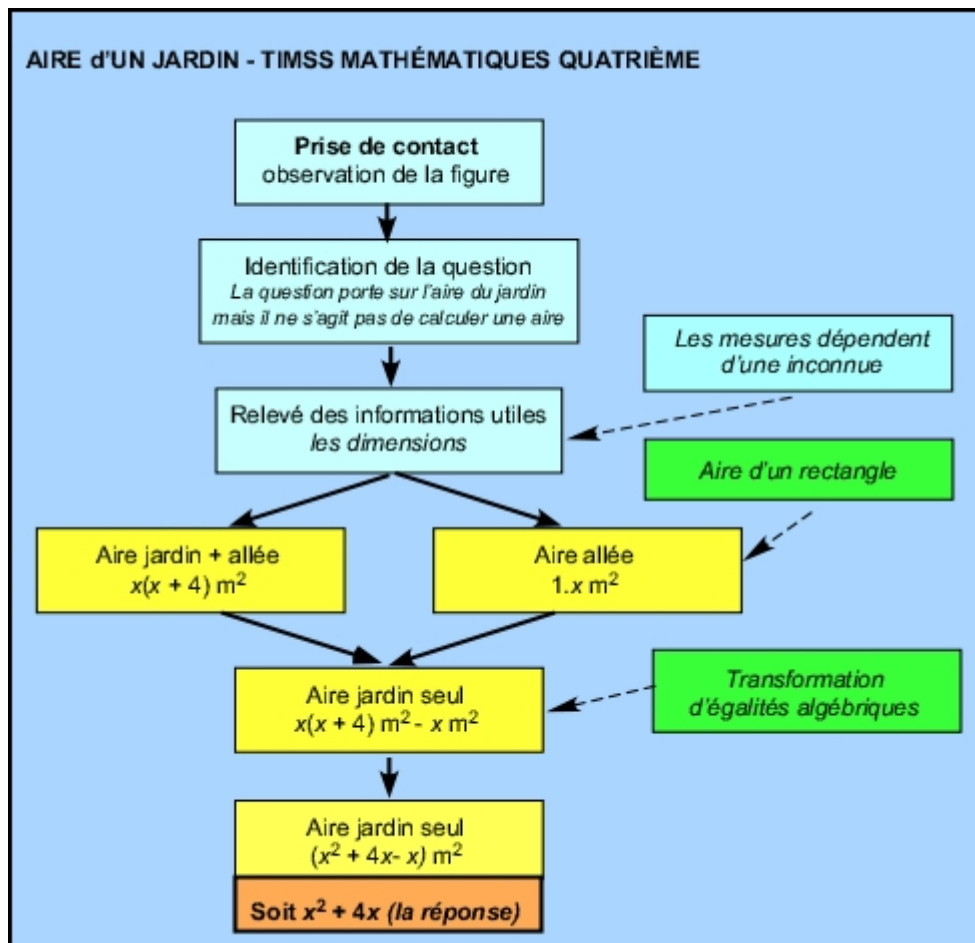 AIRE d'UN JARDIN - TIMSS MATHÉMATIQUES QUATRIÈME
Prise de contact
observation de la figure
Identification de la question
La question porte sur l'aire du jardin
mais il ne s'agit pas de calculer une aire
Les mesures dépendent
d'une inconnue
Relevé des informations utiles
les dimensions
Aire d'un rectangle
Aire jardin + allée
x(x + 4) m²
Aire allée
1.x m²
Aire jardin seul
x(x + 4) m² - x m²
Transformation
d'égalités algébriques
Aire jardin seul
(x² + 4x- x) m²
Soit x² + 4x (la réponse)